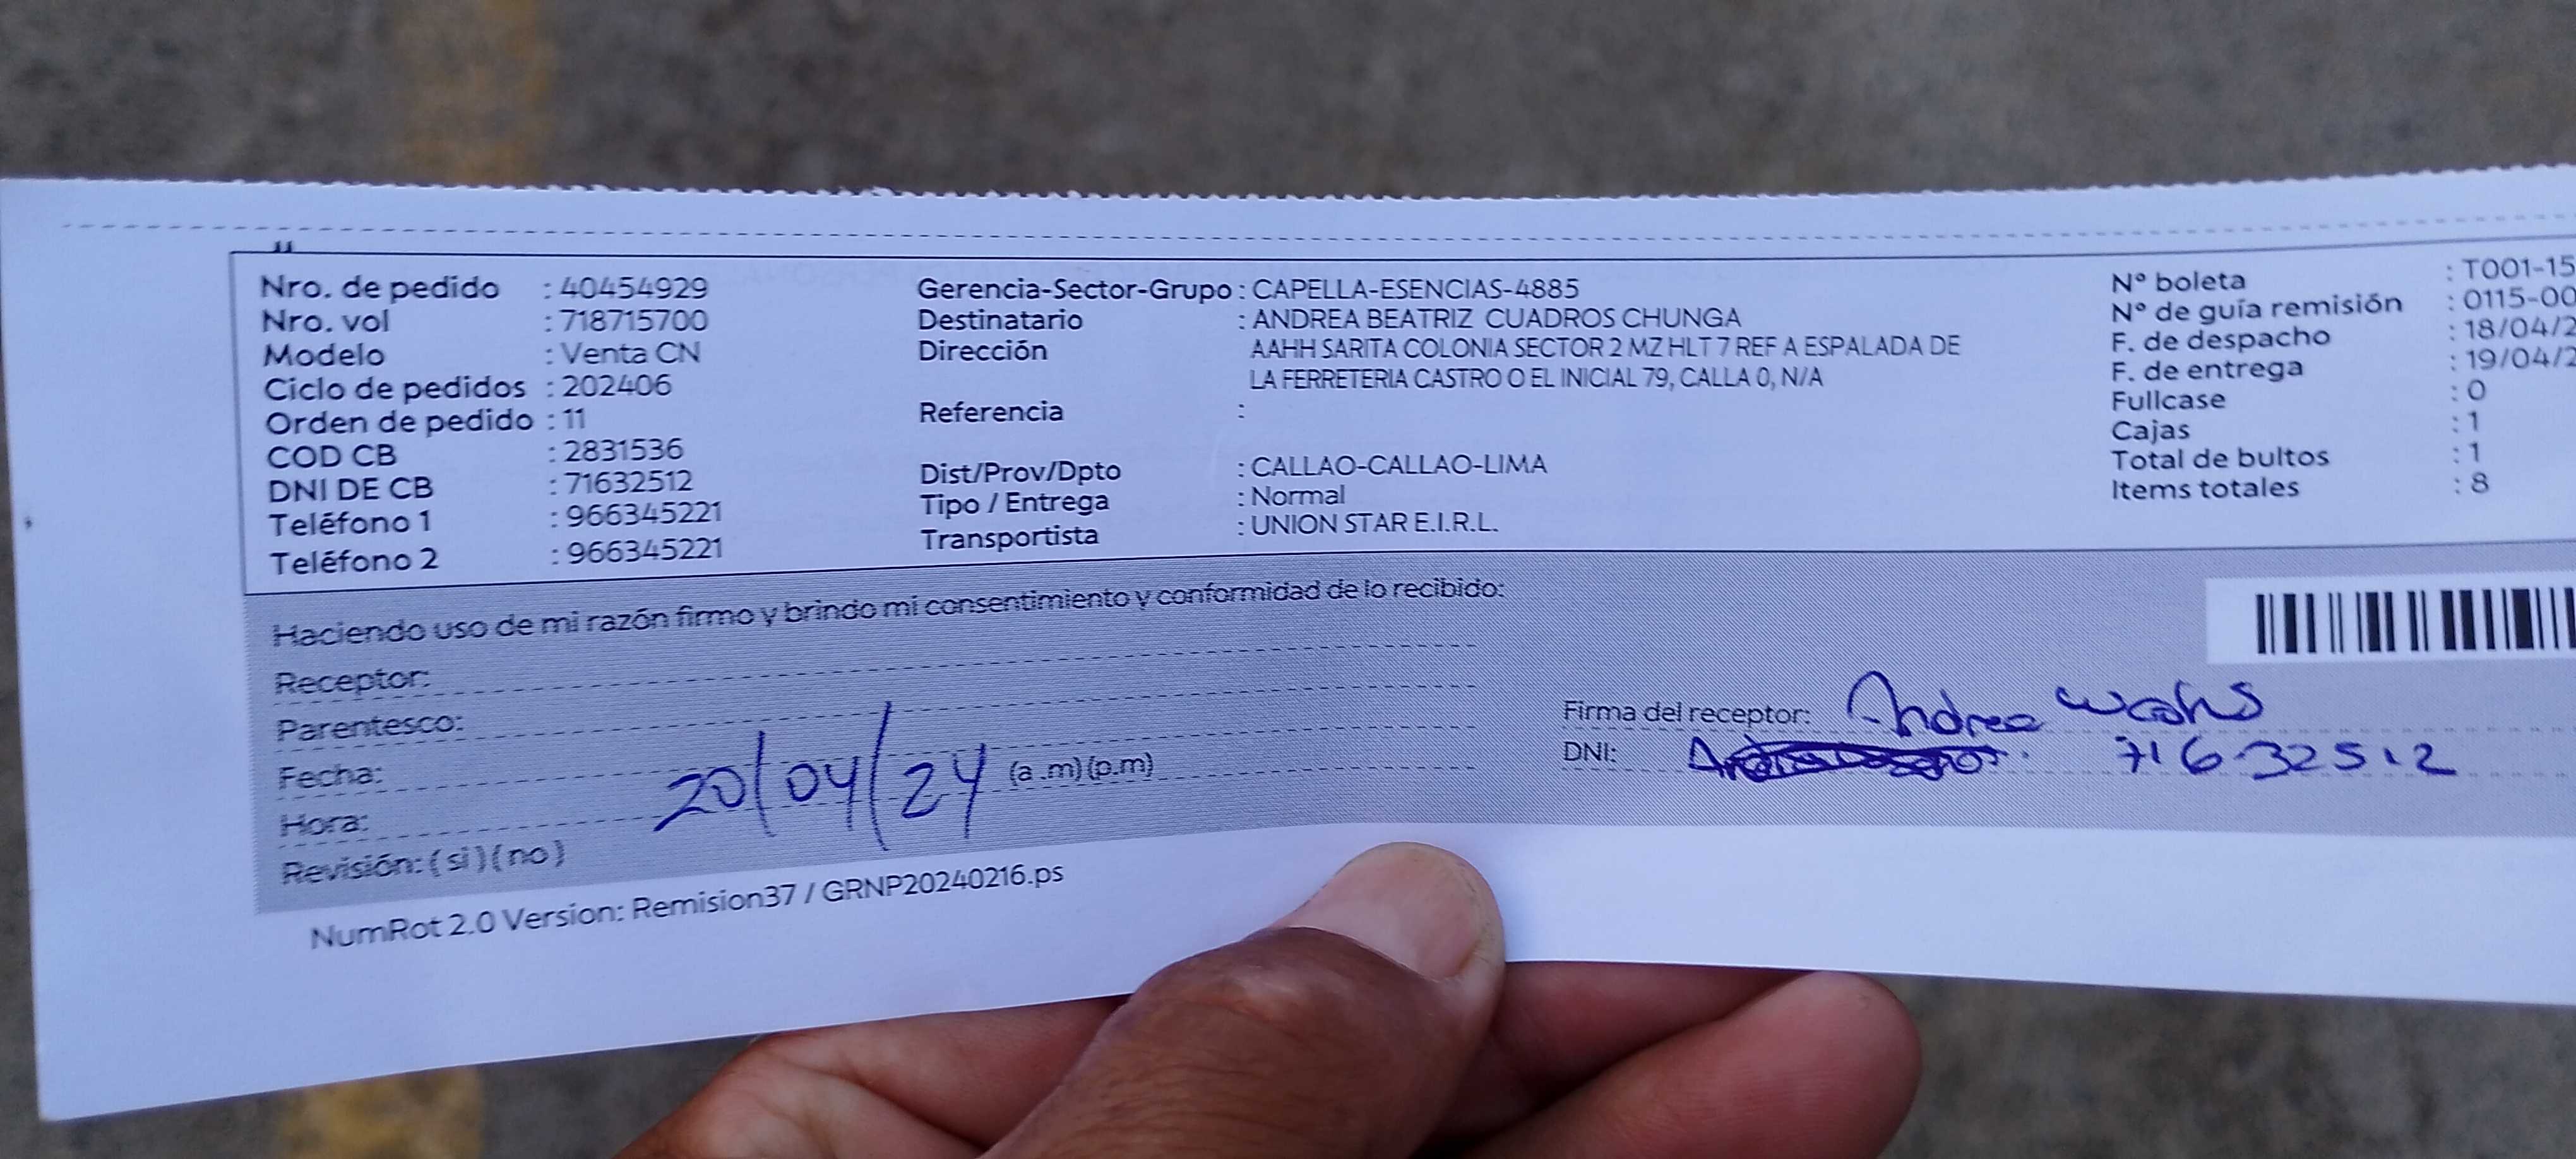 Nro. de pedido : 40454929
Nro. vol : 718715700
Modelo : Venta CN
Ciclo de pedidos : 202406
Orden de pedido : 11
COD CB : 2831536
DNI DE CB : 71632512
Teléfono 1 : 966345221
Teléfono 2 : 966345221
Gerencia-Sector-Grupo : CAPELLA-ESENCIAS-4885
Destinatario : ANDREA BEATRIZ CUADROS CHUNGA
Dirección AAHH SARITA COLONIA SECTOR 2 MZ HLT 7 REF A ESPALADA DE
LA FERRETERIA CASTRO O EL INICIAL 79, CALLA 0, N/A
Referencia :
Dist/Prov/Dpto : CALLAO-CALLAO-LIMA
Tipo / Entrega : Normal
Transportista : UNION STAR E.I.R.L.
Nº boleta : T001-15
Nº de guía remisión : 0115-00
F. de despacho : 18/04/2
F. de entrega : 19/04/2
Fullcase : 0
Cajas : 1
Total de bultos : 1
Items totales : 8
Haciendo uso de mi razón firmo y brindo mi consentimiento y conformidad de lo recibido:
Receptor:
Parentesco:
Fecha: 20/04/24 (a .m) (p.m)
Hora:
Revisión: ( si ) ( no )
Firma del receptor: Andrea
DNI: 71632512
NumRot 2.0 Version: Remision37 / GRNP20240216.ps